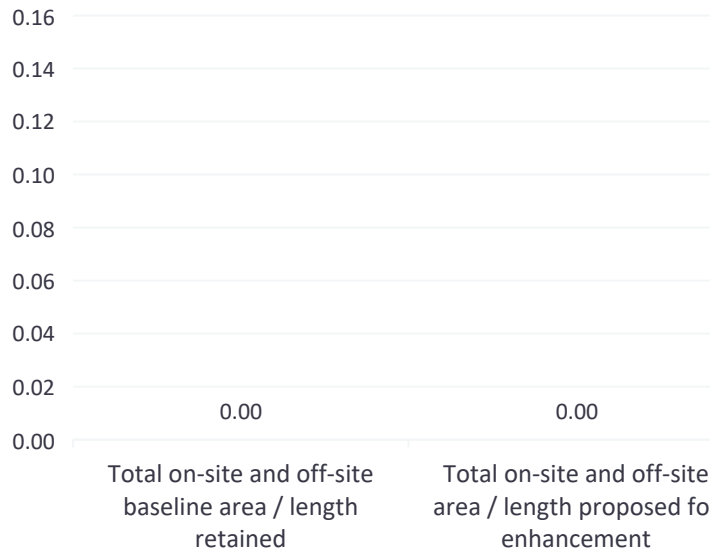 0.16
0.14
0.12
0.10
0.08
0.06
0.04
0.02
0.00
0.00
0.00
Total on-site and off-site
baseline area / length
retained
Total on-site and off-site
area / length proposed fo
enhancement